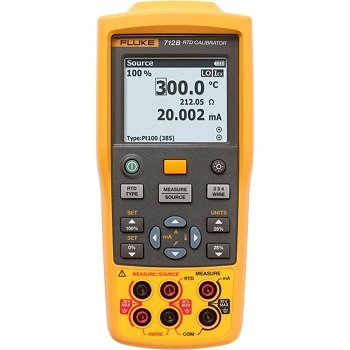 FLUKE 712B RTD CALIBRATOR
Source
100 % LO
300.0 °C
212.05 Ω
20.002 mA
Type:Pt100 (385)
RTD TYPE MEASURE SOURCE 2 3 4 WIRE
SET UNITS
100% 25%
SET mA
0% 25%
MEASURE/SOURCE MEASURE
RTD mA
4WIRE COM